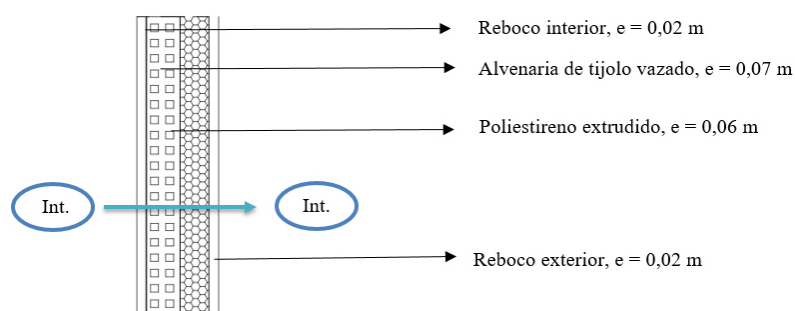 Reboco interior, e = 0,02 m
Alvenaria de tijolo vazado, e = 0,07 m
Poliestireno extrudido, e = 0,06 m
Int.
Int.
Reboco exterior, e = 0,02 m